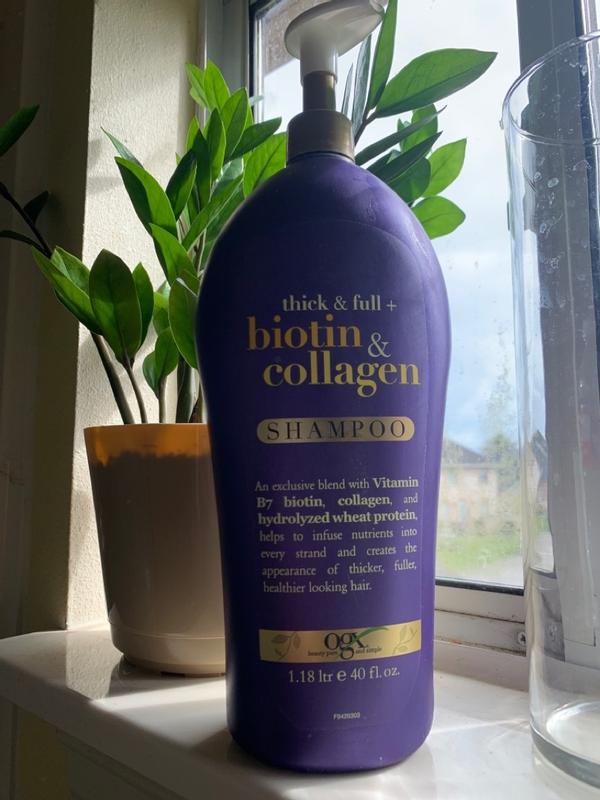 thick & full +
biotin &
collagen
SHAMPOO
An exclusive blend with Vitamin
B7 biotin, collagen, and
hydrolyzed wheat protein,
helps to infuse nutrients into
every strand and creates the
appearance of thicker, fuller,
healthier looking hair.
ogx
beauty pure and simple
1.18 ltr e 40 fl. oz.
F9429303